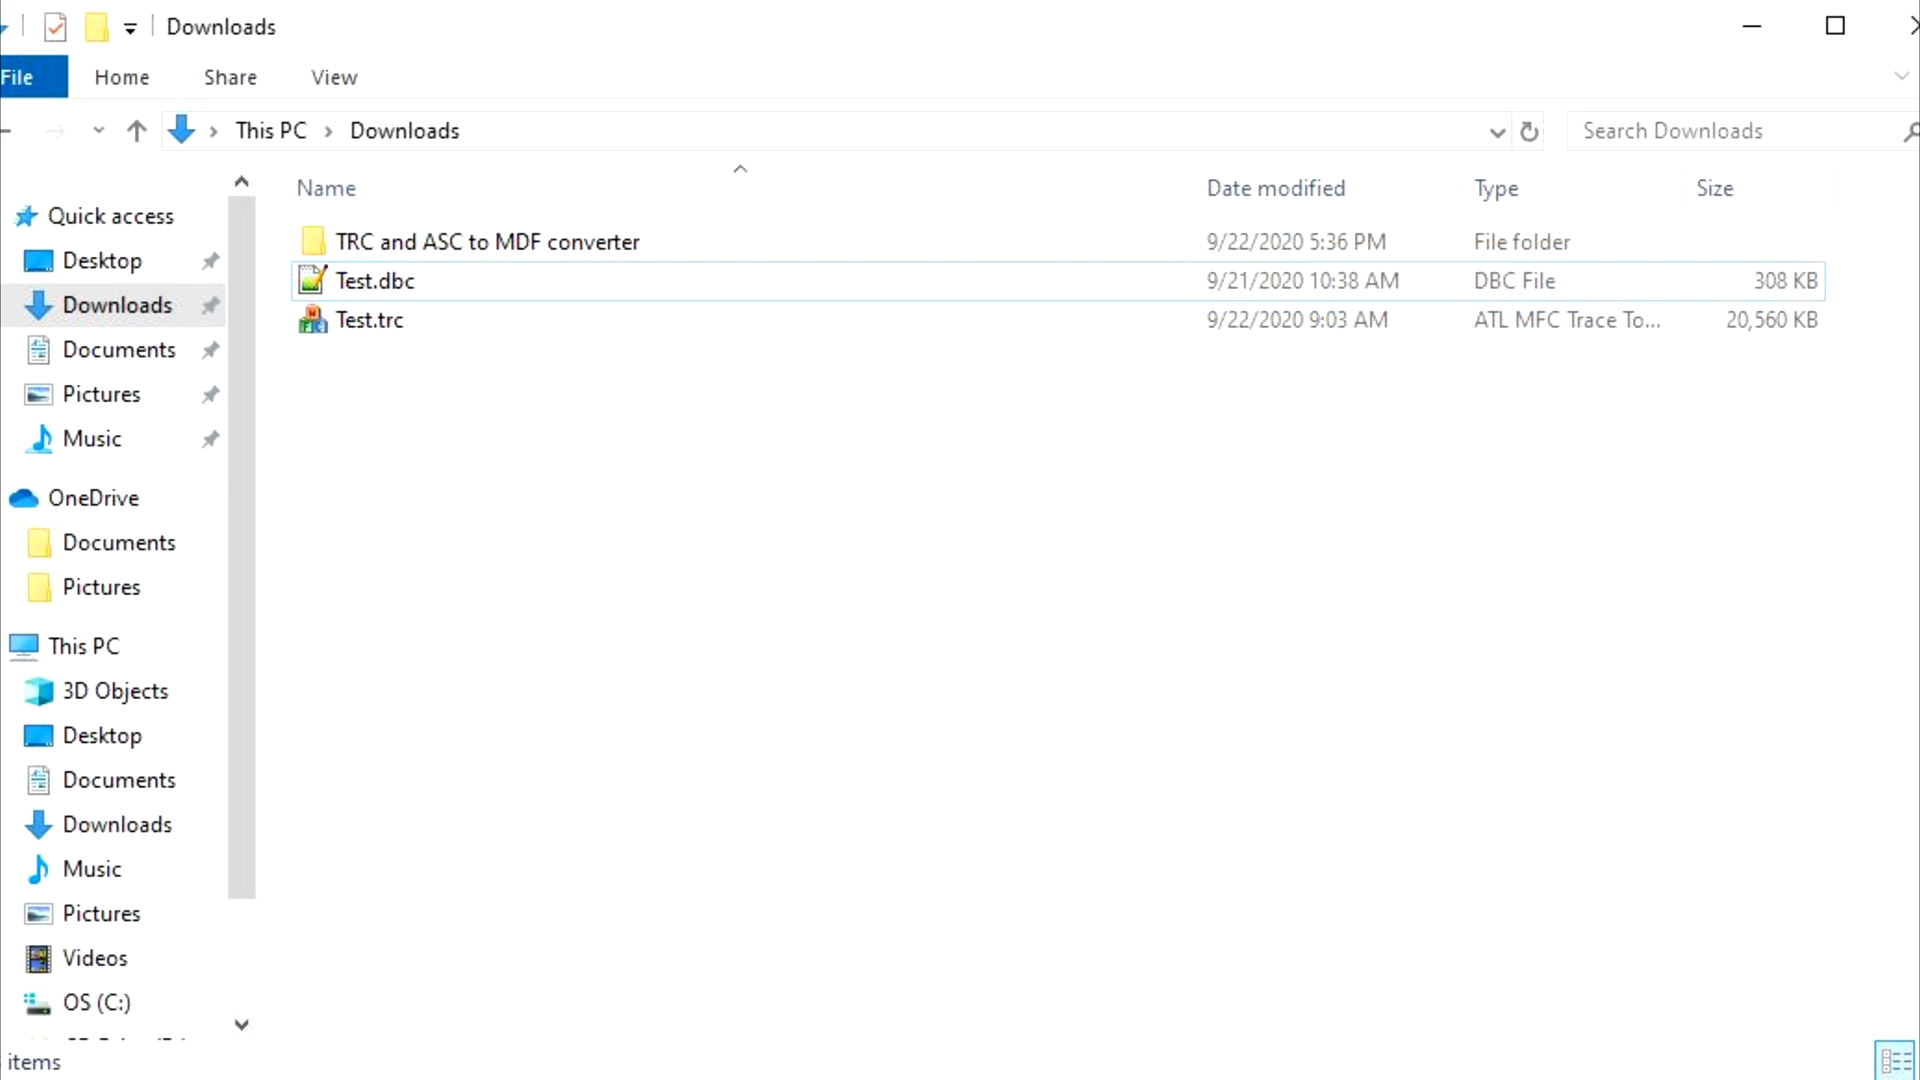 Downloads
File Home Share View
This PC Downloads Search Downloads
Name Date modified Type Size
TRC and ASC to MDF converter 9/22/2020 5:36 PM File folder
Test.dbc 9/21/2020 10:38 AM DBC File 308 KB
Test.trc 9/22/2020 9:03 AM ATL MFC Trace To... 20,560 KB
Quick access
Desktop
Downloads
Documents
Pictures
Music
OneDrive
Documents
Pictures
This PC
3D Objects
Desktop
Documents
Downloads
Music
Pictures
Videos
OS (C:)
items